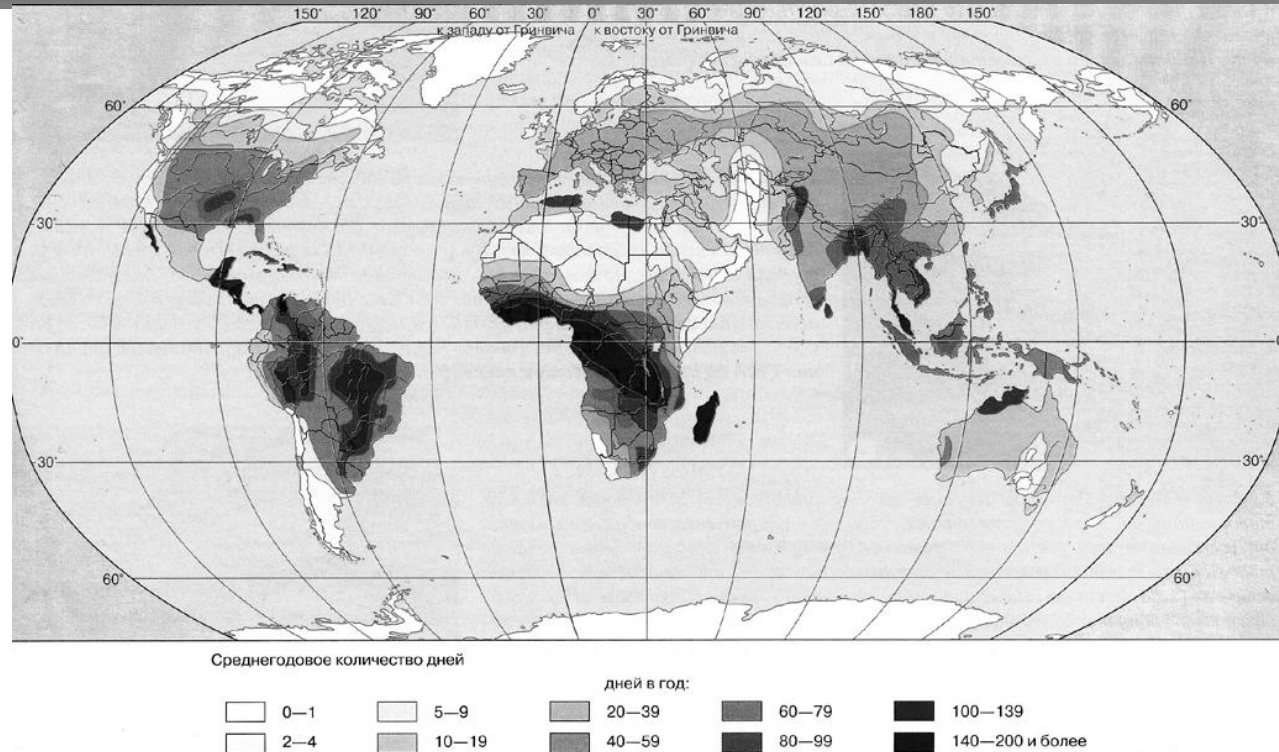 150° 120° 90° 60° 30° 0° 30° 60° 90° 120° 150° 180° 150°
к западу от Гринвича к востоку от Гринвича
60° 60°
30° 30°
0° 0°
30° 30°
60° 60°
Среднегодовое количество дней
дней в год:
0—1 5—9 20—39 60—79 100—139
2—4 10—19 40—59 80—99 140—200 и более